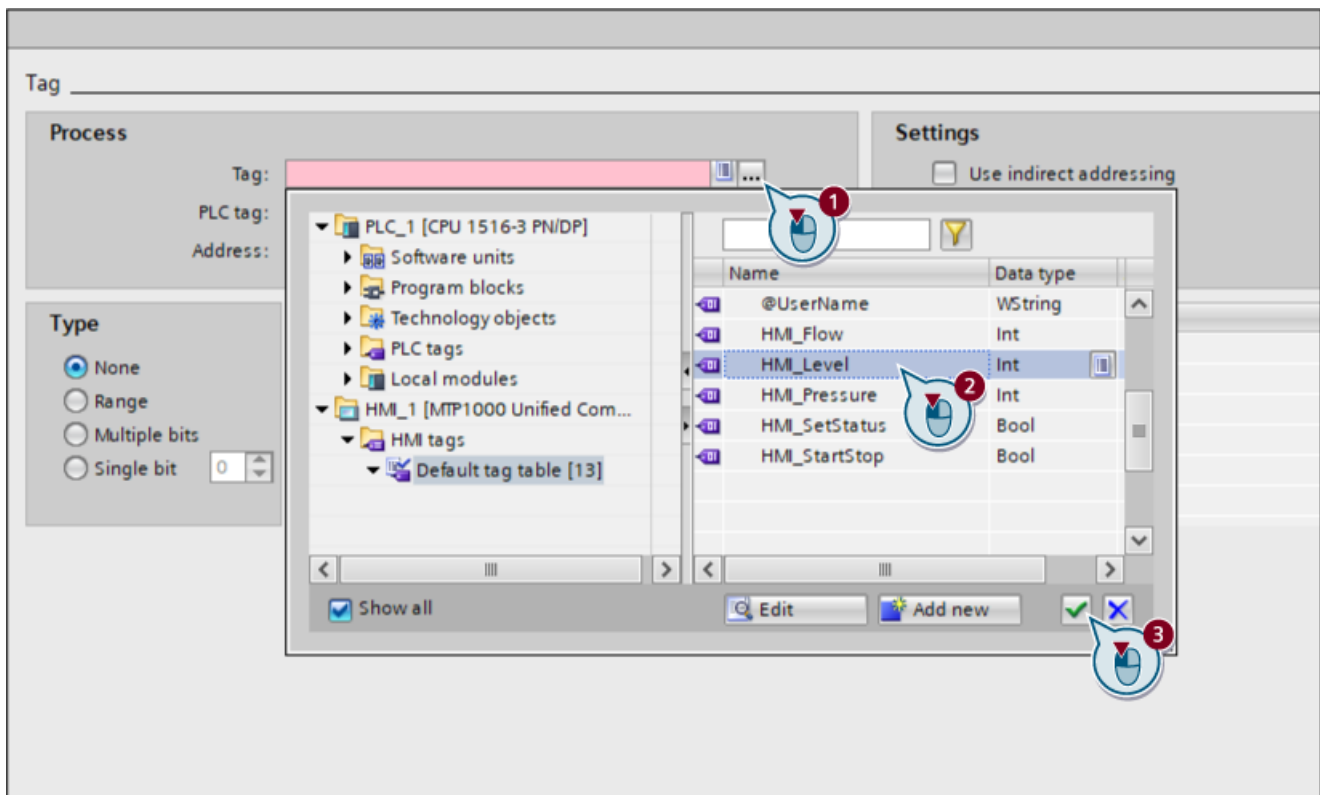 Tag
Process
Settings
Tag:
...
Use indirect addressing
1
PLC tag:
Address:
PLC_1 [CPU 1516-3 PN/DP]
Software units
Program blocks
Technology objects
PLC tags
Local modules
HMI_1 [MTP1000 Unified Com...
HMI tags
Default tag table [13]
Name Data type
@UserName WString
HMI_Flow Int
HMI_Level Int
2
HMI_Pressure Int
HMI_SetStatus Bool
HMI_StartStop Bool
Type
None
Range
Multiple bits
Single bit 0
Show all
Edit
Add new
3